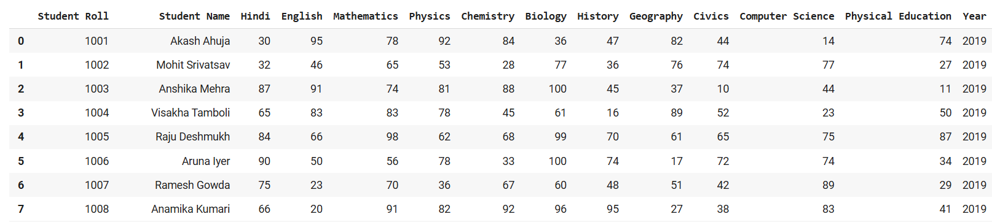 Student Roll Student Name Hindi English Mathematics Physics Chemistry Biology History Geography Civics Computer Science Physical Education Year
0 1001 Akash Ahuja 30 95 78 92 84 36 47 82 44 14 74 2019
1 1002 Mohit Srivatsav 32 46 65 53 28 77 36 76 74 77 27 2019
2 1003 Anshika Mehra 87 91 74 81 88 100 45 37 10 44 11 2019
3 1004 Visakha Tamboli 65 83 83 78 45 61 16 89 52 23 50 2019
4 1005 Raju Deshmukh 84 66 98 62 68 99 70 61 65 75 87 2019
5 1006 Aruna Iyer 90 50 56 78 33 100 74 17 72 74 34 2019
6 1007 Ramesh Gowda 75 23 70 36 67 60 48 51 42 89 29 2019
7 1008 Anamika Kumari 66 20 91 82 92 96 95 27 38 83 41 2019